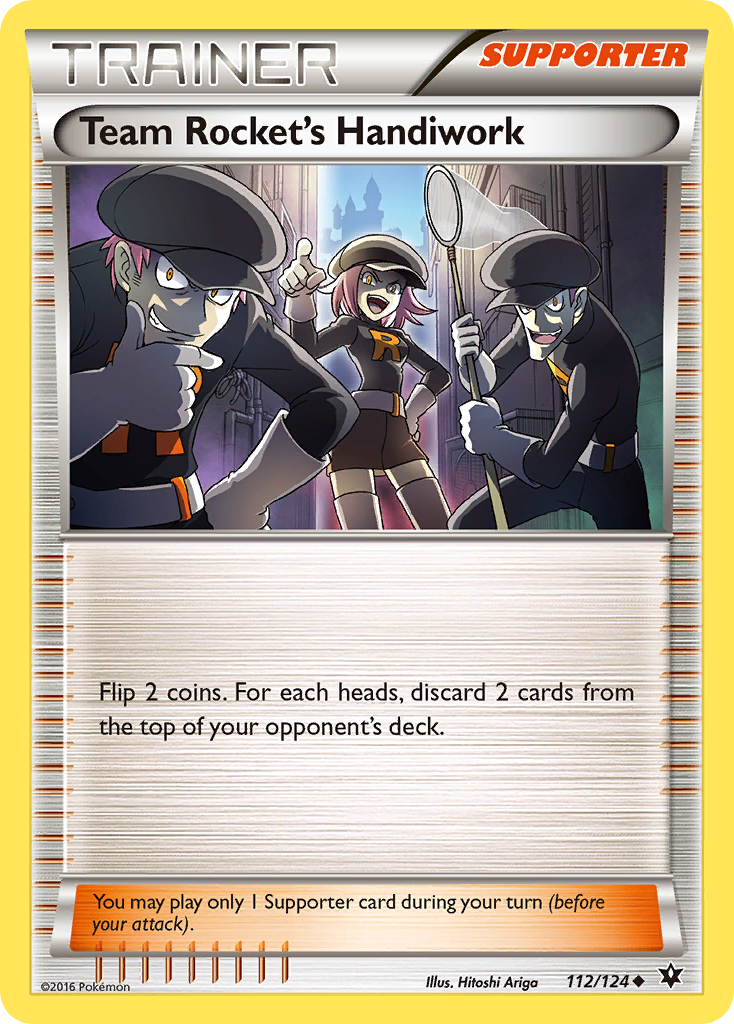 TRAINER
SUPPORTER
Team Rocket's Handiwork
R
Flip 2 coins. For each heads, discard 2 cards from
the top of your opponent's deck.
You may play only 1 Supporter card during your turn (before
your attack).
©2016 Pokémon
Illus. Hitoshi Ariga
112/124